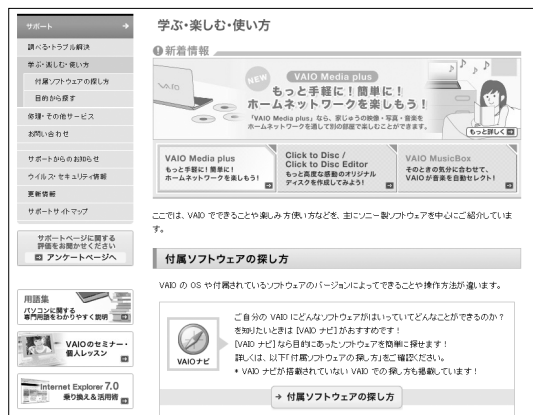 サポート
調べる・トラブル解決
学ぶ・楽しむ・使い方
付属ソフトウェアの探し方
目的から探す
修理・その他サービス
お問い合わせ
サポートからのお知らせ
ウイルス・セキュリティ情報
更新情報
サポートサイトマップ
サポートページに関する
評価をお聞かせください
アンケートページへ
用語集
パソコンに関する
専門用語をわかりやすく説明
VAIOのセミナー・
個人レッスン
Internet Explorer 7.0
乗り換え&活用術
学ぶ・楽しむ・使い方
新着情報
VAIO
NEW
VAIO Media plus
もっと手軽に!簡単に!
ホームネットワークを楽しもう!
「VAIO Media plus」なら、家じゅうの映像・写真・音楽を
ホームネットワークを通して別の部屋で楽しむことができます。
もっと詳しく
VAIO Media plus
もっと手軽に!簡単に!
ホームネットワークを楽しもう!
Click to Disc /
Click to Disc Editor
もっと高度な感動のオリジナル
ディスクを作成してみよう!
VAIO MusicBox
そのときの気分に合わせて、
VAIOが音楽を自動セレクト!
ここでは、VAIO でできることや楽しみ方使い方などを、主にソニー製ソフトウェアを中心にご紹介していま
す。
付属ソフトウェアの探し方
VAIO の OS や付属されているソフトウェアのバージョンによってできることや操作方法が違います。
VAIOナビ
ご自分の VAIO にどんなソフトウェアがはいっていてどんなことができるのか?
を知りたいときは [VAIO ナビ] がおすすめです!
[VAIO ナビ] なら目的にあったソフトウェアを簡単に探せます!
詳しくは、以下「付属ソフトウェアの探し方」をご確認ください。
* VAIO ナビが搭載されていない VAIO での探し方も掲載しています!
付属ソフトウェアの探し方